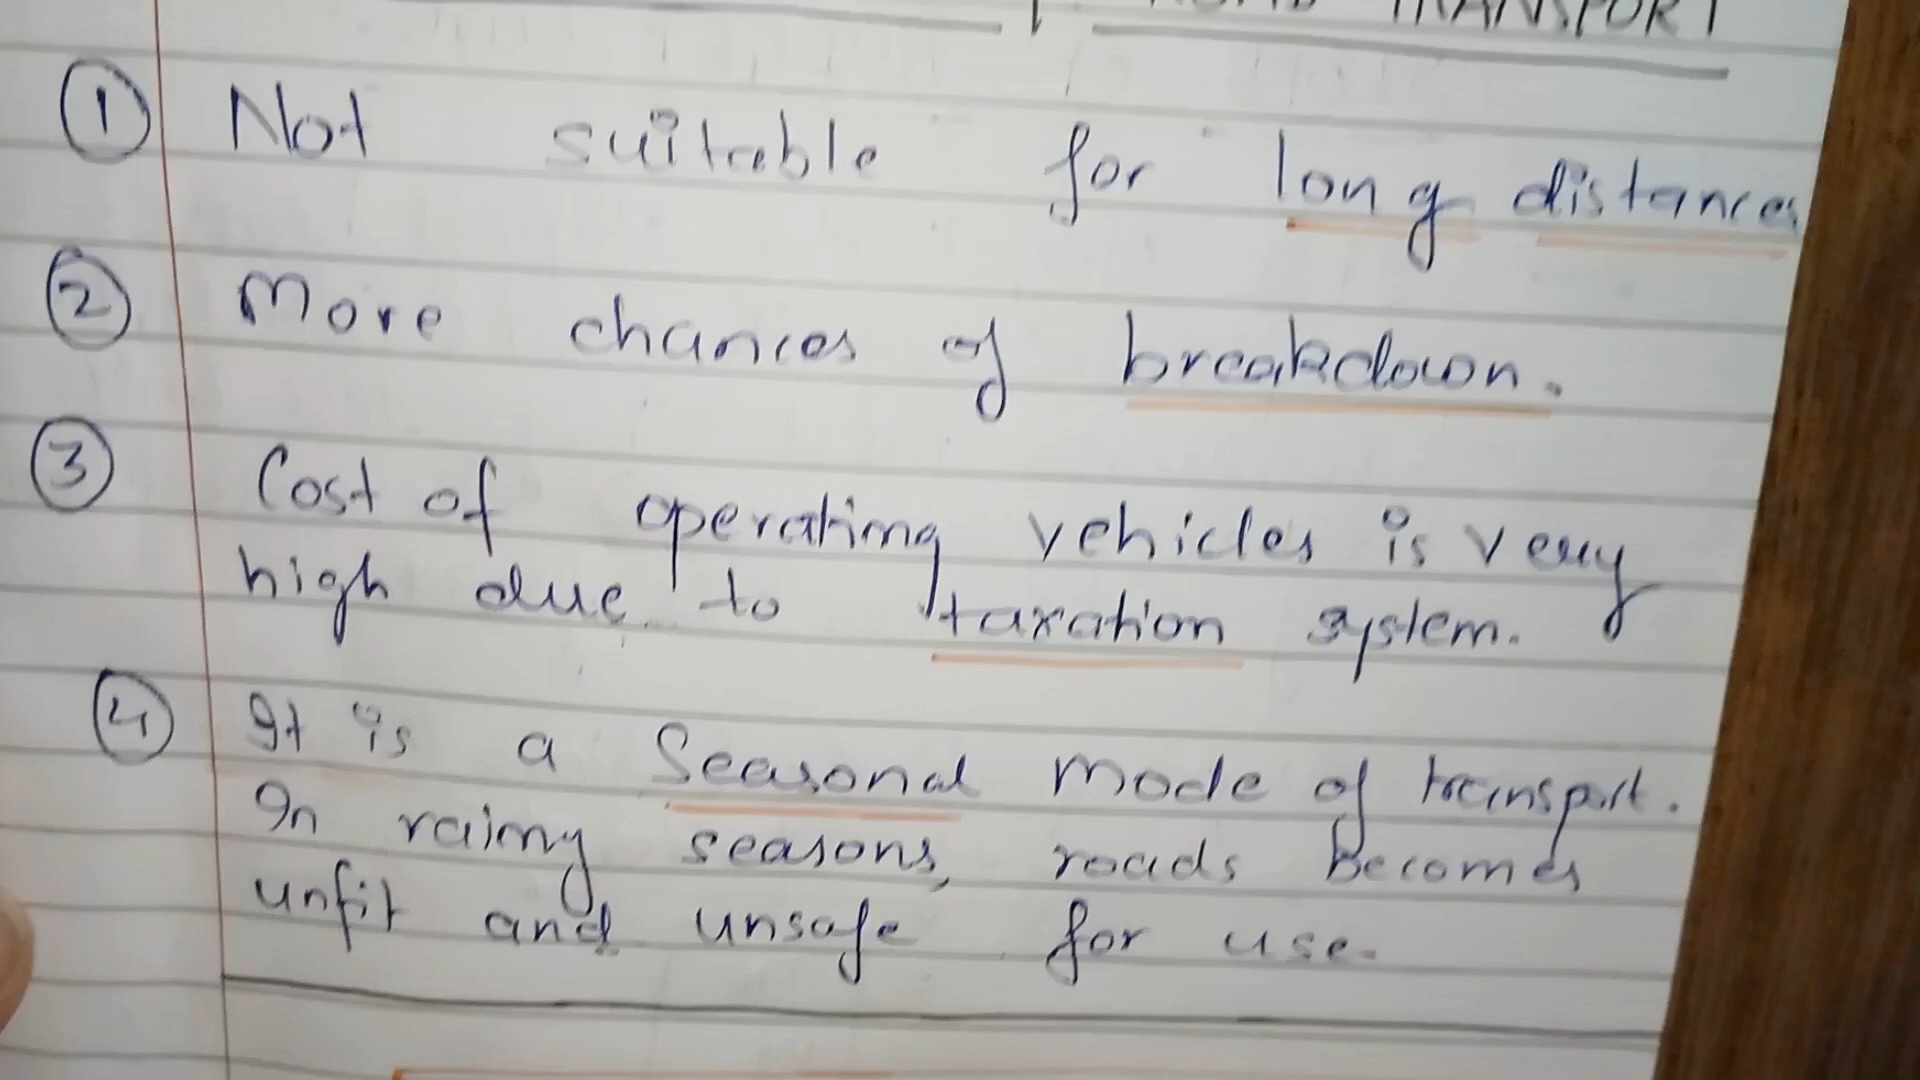 ROAD TRANSPORT
① Not suitable for long distances
② More chances of breakdown.
③ Cost of operating vehicles is very
high due to taxation system.
④ It is a Seasonal mode of transport.
In rainy seasons, roads Becomes
unfit and unsafe for use.